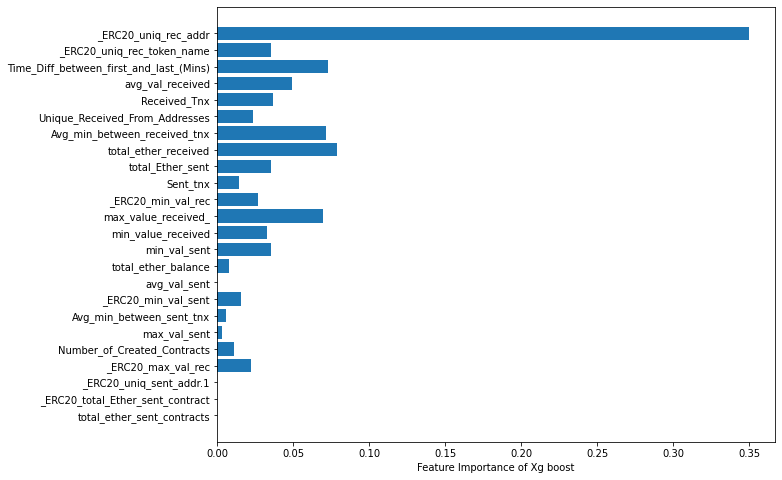 _ERC20_uniq_rec_addr
_ERC20_uniq_rec_token_name
Time_Diff_between_first_and_last_(Mins)
avg_val_received
Received_Tnx
Unique_Received_From_Addresses
Avg_min_between_received_tnx
total_ether_received
total_Ether_sent
Sent_tnx
_ERC20_min_val_rec
max_value_received_
min_value_received
min_val_sent
total_ether_balance
avg_val_sent
_ERC20_min_val_sent
Avg_min_between_sent_tnx
max_val_sent
Number_of_Created_Contracts
_ERC20_max_val_rec
_ERC20_uniq_sent_addr.1
_ERC20_total_Ether_sent_contract
total_ether_sent_contracts
0.00 0.05 0.10 0.15 0.20 0.25 0.30 0.35
Feature Importance of Xg boost